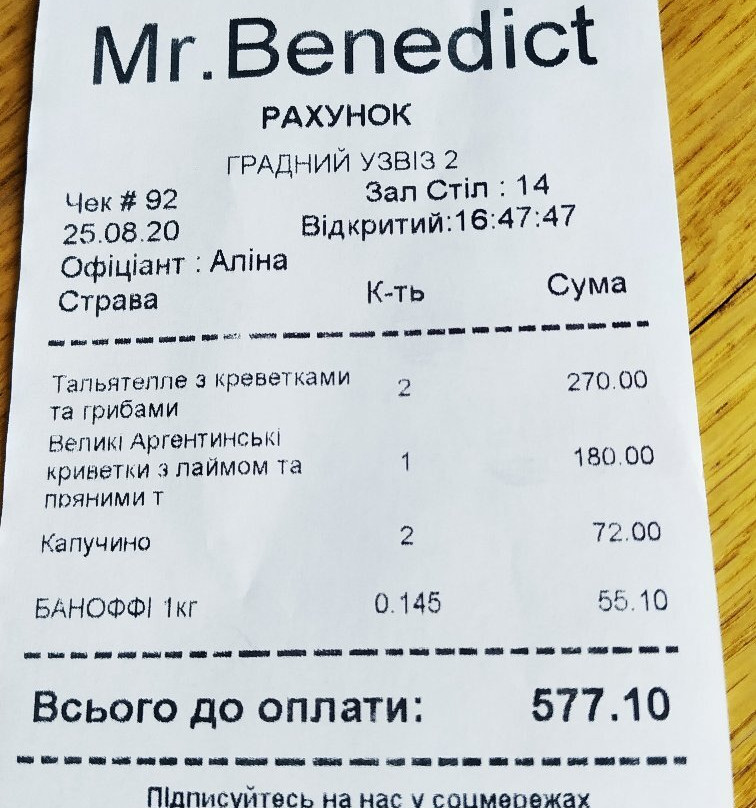 Mr.Benedict
РАХУНОК
ГРАДНИЙ УЗВІЗ 2
Чек # 92 Зал Стіл : 14
25.08.20 Відкритий:16:47:47
Офіціант : Аліна
Страва К-ть Сума
Тальятелле з креветками 2 270.00
та грибами
Великі Аргентинські
криветки з лаймом та 1 180.00
пряними т
Капучино 2 72.00
БАНОФФІ 1кг 0.145 55.10
Всього до оплати: 577.10
Підписуйтесь на нас у соцмережах